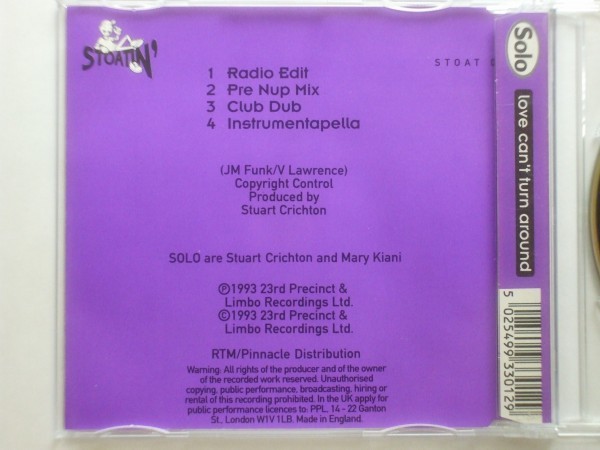 STOATIN'
STOAT
1 Radio Edit
2 Pre Nup Mix
3 Club Dub
4 Instrumentapella
(JM Funk/V Lawrence)
Copyright Control
Produced by
Stuart Crichton
SOLO are Stuart Crichton and Mary Kiani
℗1993 23rd Precinct &
Limbo Recordings Ltd.
©1993 23rd Precinct &
Limbo Recordings Ltd.
RTM/Pinnacle Distribution
Warning: All rights of the producer and of the owner
of the recorded work reserved. Unauthorised
copying, public performance, broadcasting, hiring or
rental of this recording prohibited. In the UK apply for
public performance licences to: PPL, 14 - 22 Ganton
St., London W1V 1LB. Made in England.
Solo
love can't turn around
5 025499 330129